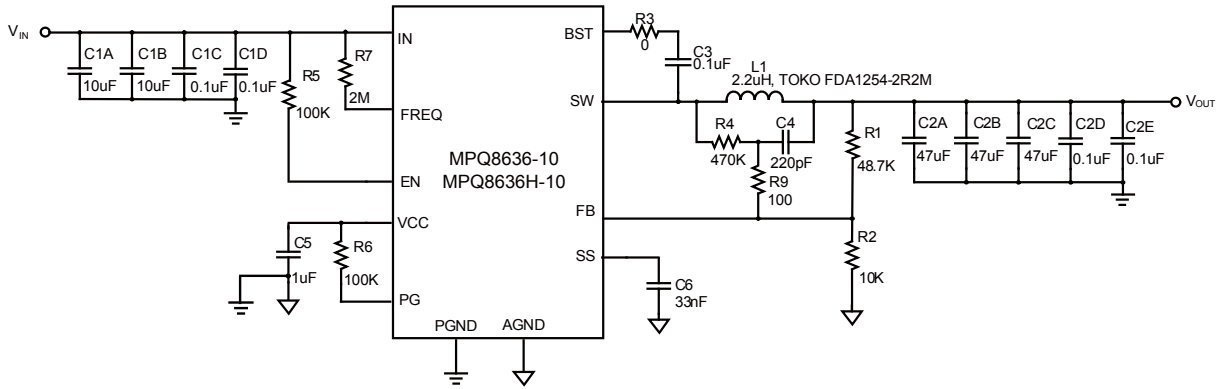 VIN
C1A
10uF
C1B
10uF
C1C
0.1uF
C1D
0.1uF
R5
100K
R7
2M
IN
FREQ
EN
VCC
PG
MPQ8636-10
MPQ8636H-10
PGND
AGND
BST
SW
FB
SS
C5
1uF
R6
100K
R3
0
C3
0.1uF
L1
2.2uH, TOKO FDA1254-2R2M
R4
470K
C4
220pF
R9
100
R1
48.7K
R2
10K
C6
33nF
C2A
47uF
C2B
47uF
C2C
47uF
C2D
0.1uF
C2E
0.1uF
VOUT